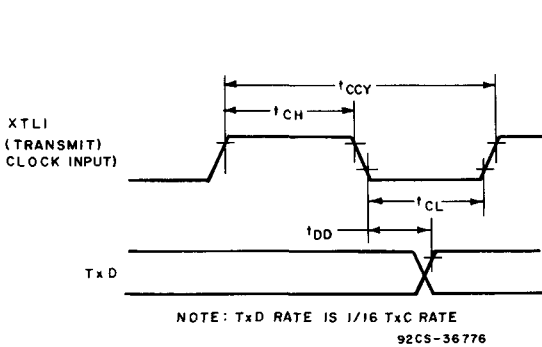 tCCY
tCH
XTLI
(TRANSMIT)
CLOCK INPUT)
tCL
tDD
TxD
NOTE: TxD RATE IS 1/16 TxC RATE
92CS-36776